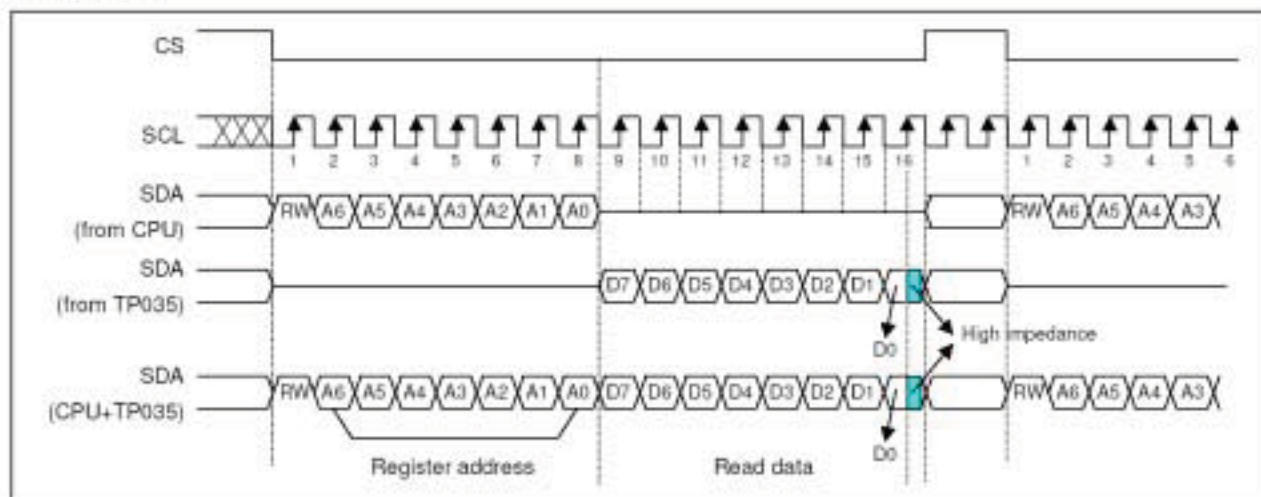 CS
SCL
1 2 3 4 5 6 7 8 9 10 11 12 13 14 15 16 1 2 3 4 5 6
SDA
(from CPU)
RW A6 A5 A4 A3 A2 A1 A0 RW A6 A5 A4 A3
SDA
(from TP035)
D7 D6 D5 D4 D3 D2 D1
D0
High impedance
SDA
(CPU+TP035)
RW A6 A5 A4 A3 A2 A1 A0 D7 D6 D5 D4 D3 D2 D1 RW A6 A5 A4 A3
D0
Register address Read data